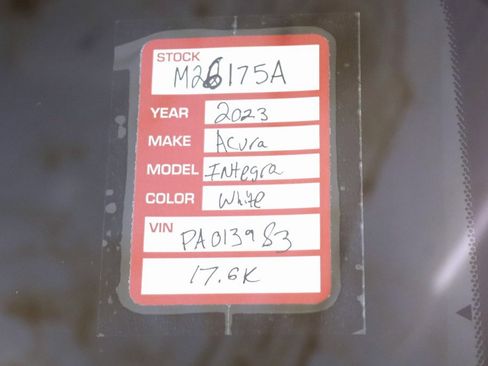 STOCK
M26175A
YEAR 2023
MAKE Acura
MODEL INtegra
COLOR White
VIN PA013983
17.6K